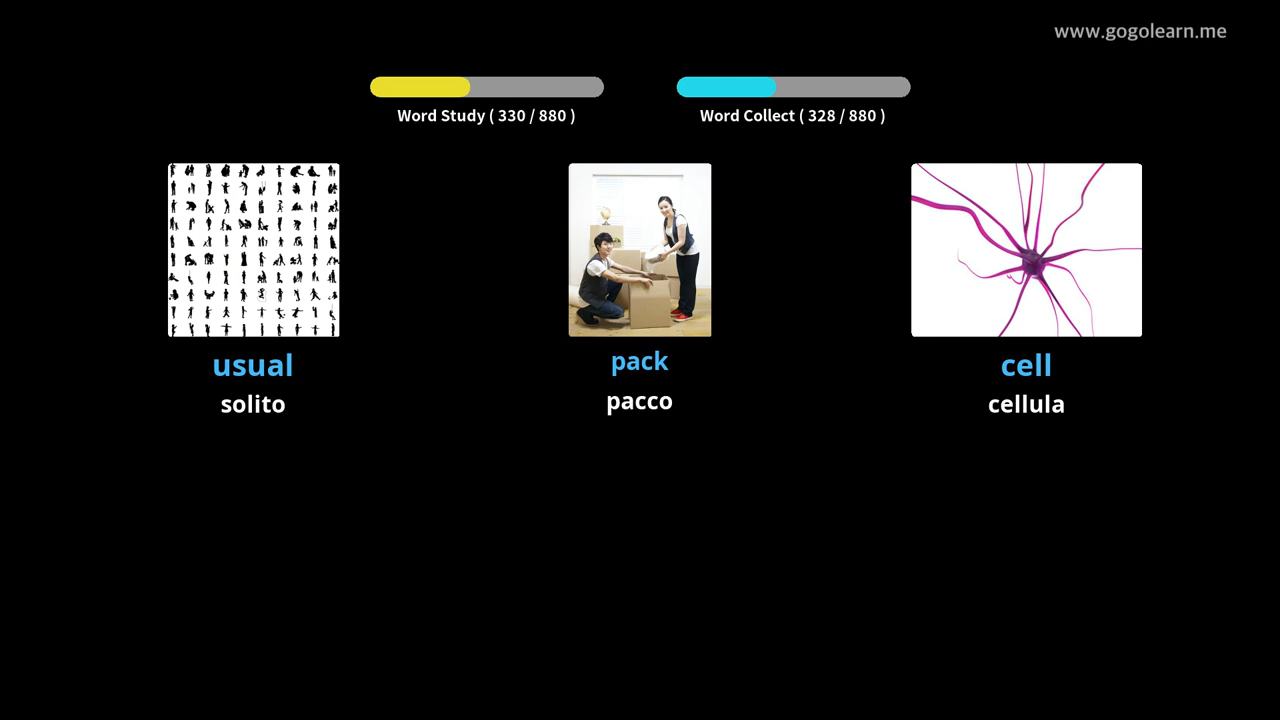 www.gogolearn.me
Word Study ( 330 / 880 )
Word Collect ( 328 / 880 )
usual
solito
pack
pacco
cell
cellula